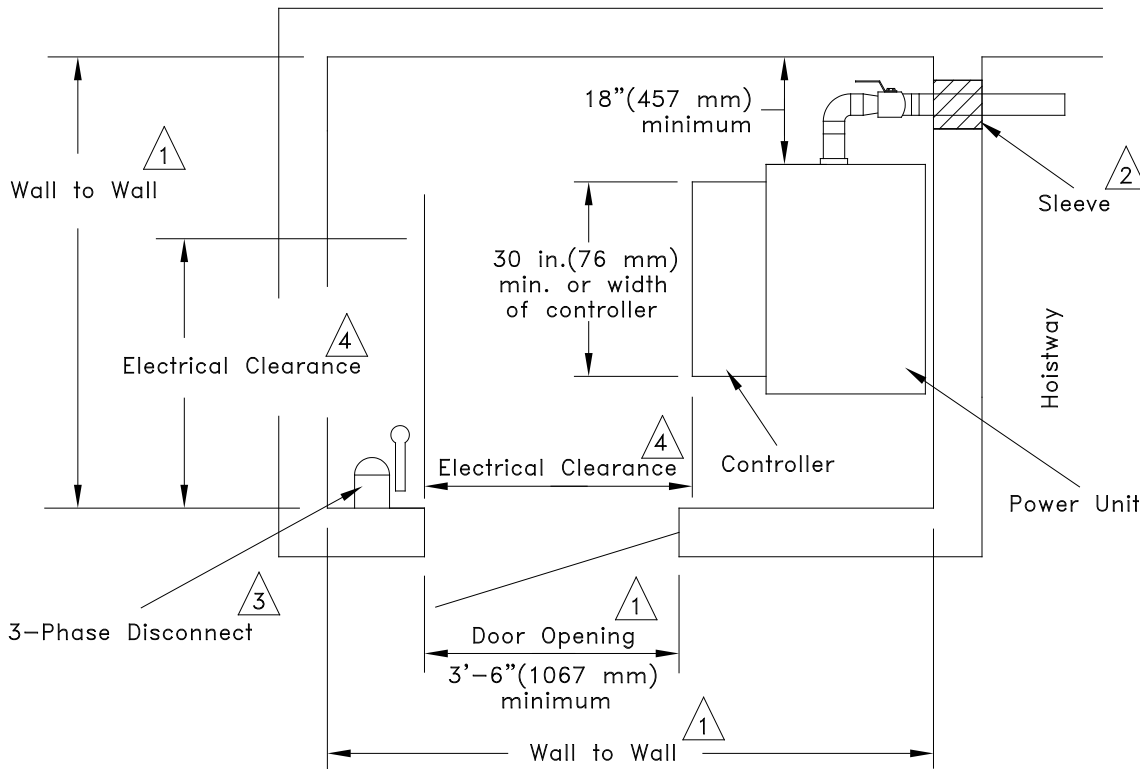 18”(457 mm)
minimum
1
Wall to Wall
2
Sleeve
30 in.(76 mm)
min. or width
of controller
4
Electrical Clearance
Hoistway
4
Electrical Clearance
Controller
Power Unit
3
3-Phase Disconnect
1
Door Opening
3’-6”(1067 mm)
minimum
1
Wall to Wall